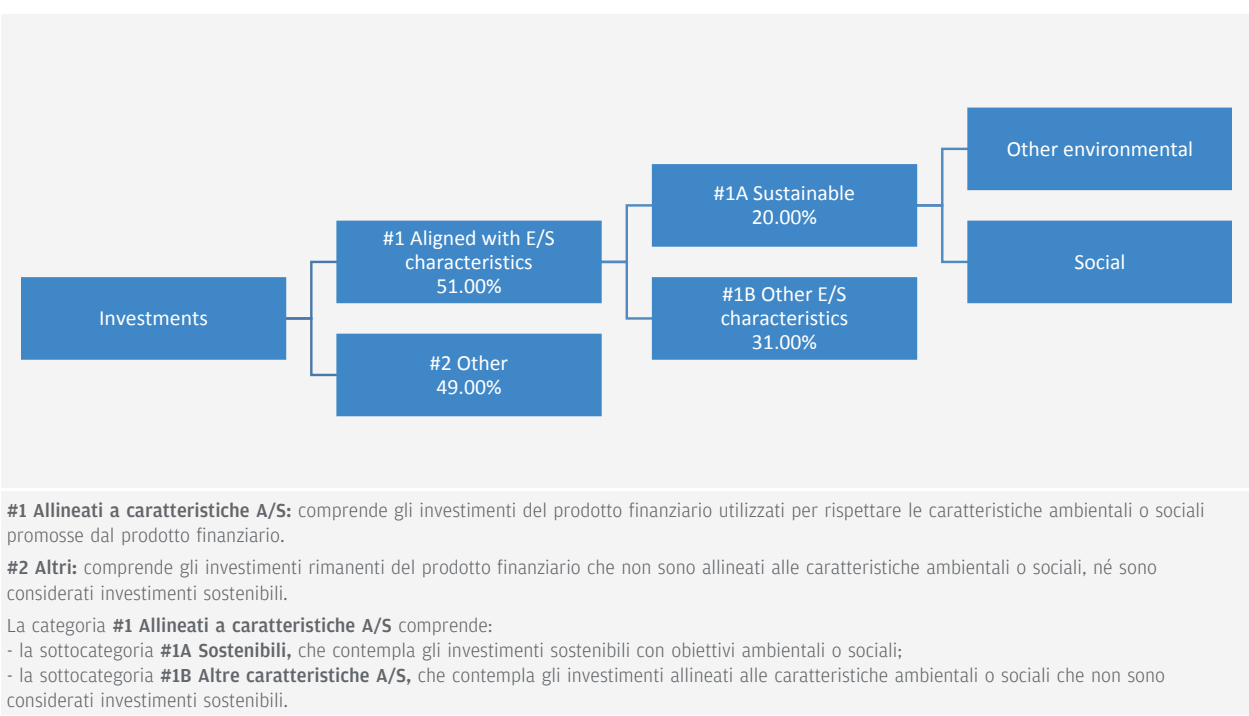 Investments
#1 Aligned with E/S
characteristics
51.00%
#2 Other
49.00%
#1A Sustainable
20.00%
#1B Other E/S
characteristics
31.00%
Other environmental
Social
#1 Allineati a caratteristiche A/S: comprende gli investimenti del prodotto finanziario utilizzati per rispettare le caratteristiche ambientali o sociali
promosse dal prodotto finanziario.
#2 Altri: comprende gli investimenti rimanenti del prodotto finanziario che non sono allineati alle caratteristiche ambientali o sociali, né sono
considerati investimenti sostenibili.
La categoria #1 Allineati a caratteristiche A/S comprende:
- la sottocategoria #1A Sostenibili, che contempla gli investimenti sostenibili con obiettivi ambientali o sociali;
- la sottocategoria #1B Altre caratteristiche A/S, che contempla gli investimenti allineati alle caratteristiche ambientali o sociali che non sono
considerati investimenti sostenibili.